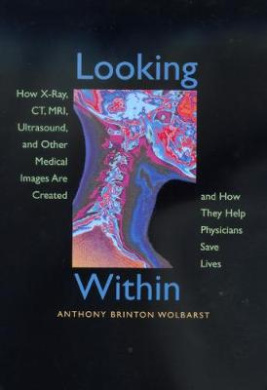 Looking
How X-Ray,
CT, MRI,
Ultrasound,
and Other
Medical
Images Are
Created
and How
They Help
Physicians
Save
Lives
Within
ANTHONY BRINTON WOLBARST